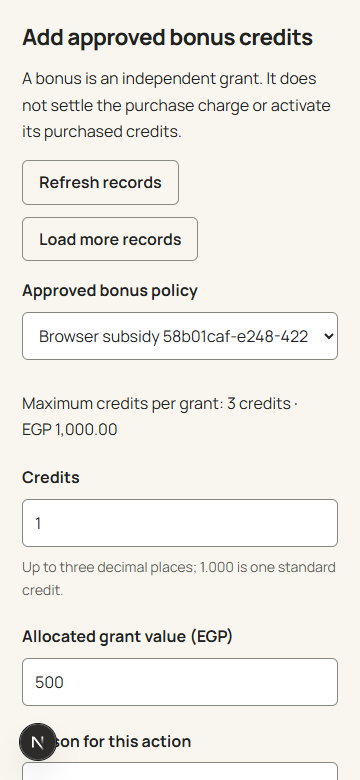 Add approved bonus credits
A bonus is an independent grant. It does
not settle the purchase charge or activate
its purchased credits.
Refresh records
Load more records
Approved bonus policy
Browser subsidy 58b01caf-e248-422
Maximum credits per grant: 3 credits ·
EGP 1,000.00
Credits
1
Up to three decimal places; 1.000 is one standard
credit.
Allocated grant value (EGP)
500
N
son for this action